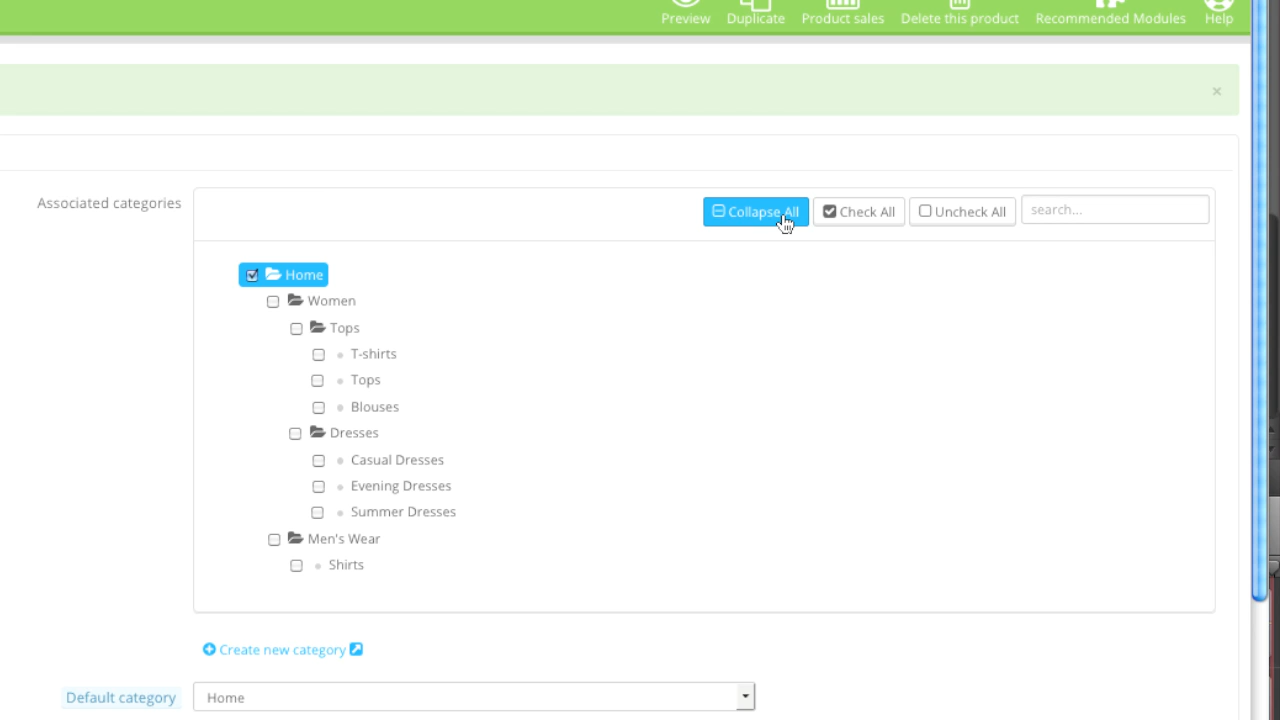 Preview Duplicate Product sales Delete this product Recommended Modules Help
×
Associated categories
Collapse All Check All Uncheck All search...
Home
Women
Tops
T-shirts
Tops
Blouses
Dresses
Casual Dresses
Evening Dresses
Summer Dresses
Men's Wear
Shirts
Create new category
Default category Home